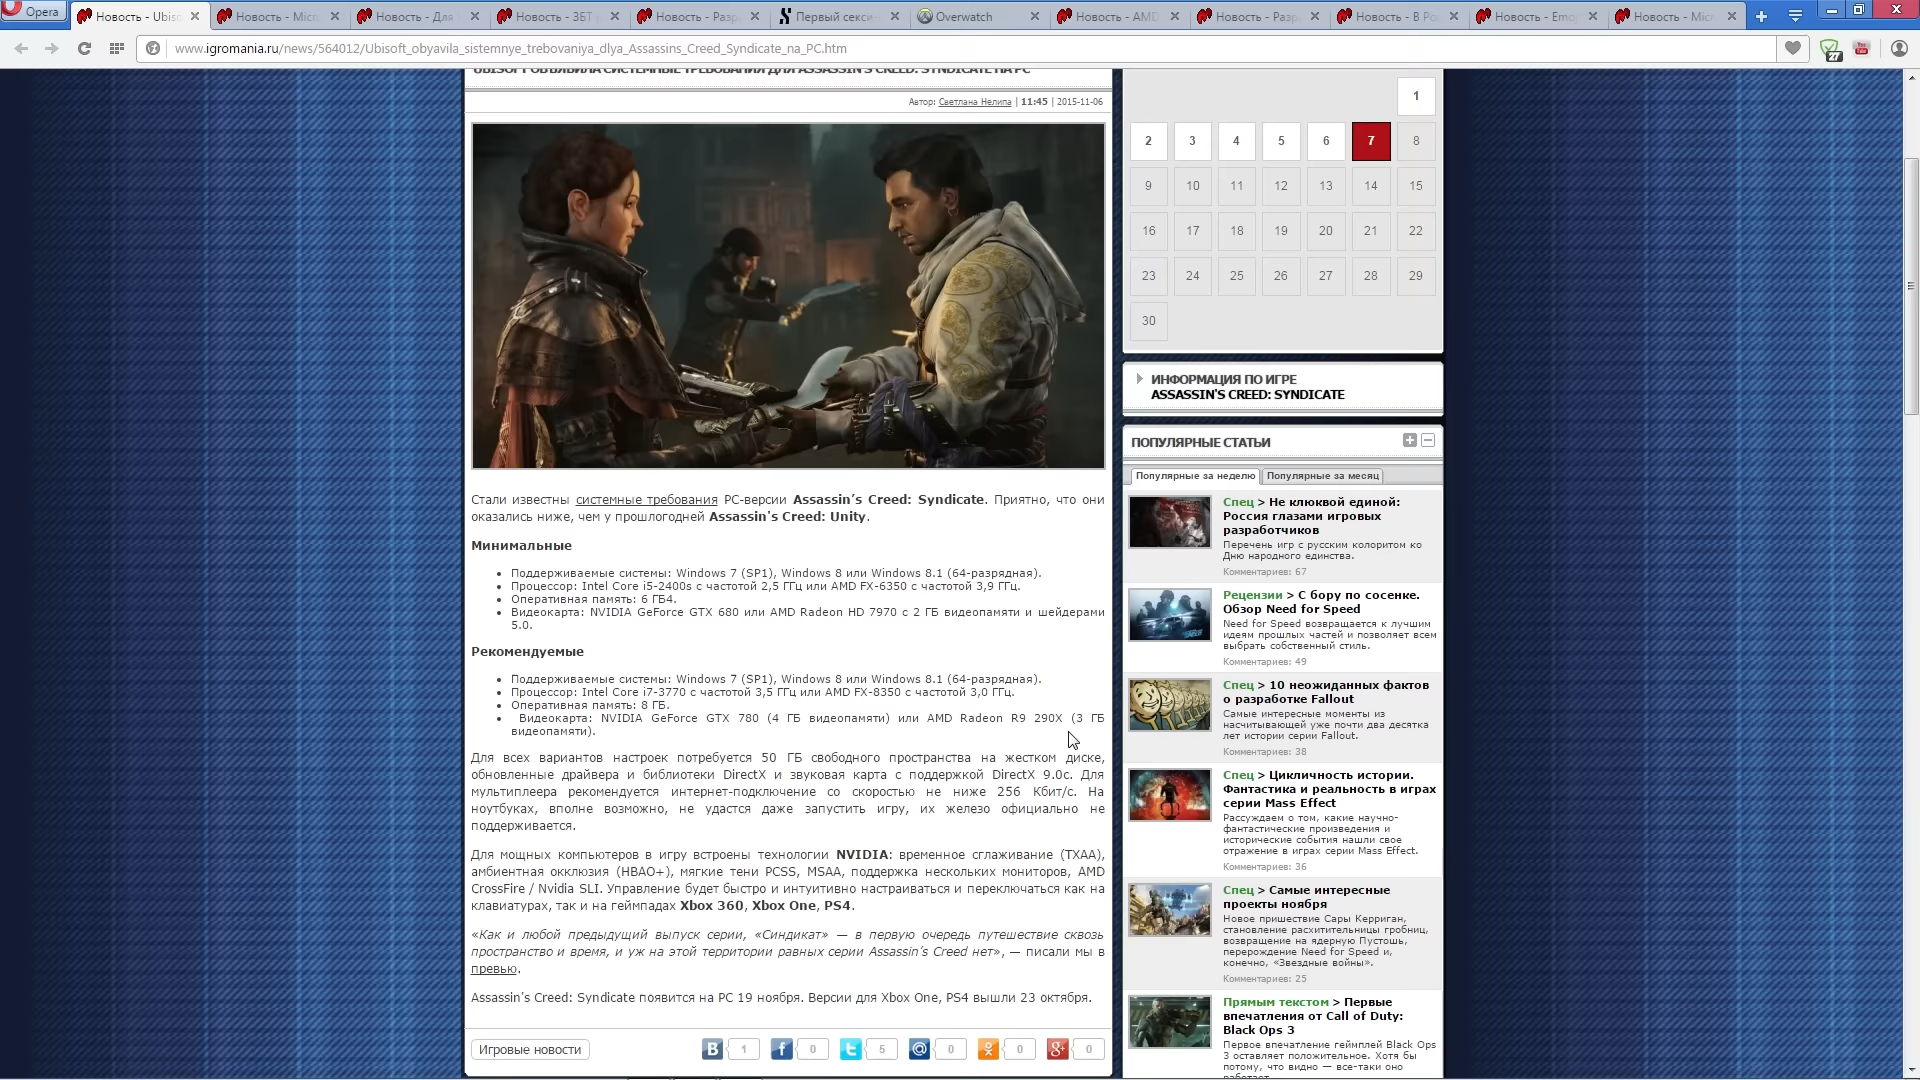 Opera
Новость - Ubisо
Новость - Micr
Новость - Для
Новость - ЗБТ
Новость - Разр
Первый секси
Overwatch
Новость - AMD
Новость - Разр
Новость - В Ро
Новость - Emo
Новость - Micr
www.igromania.ru/news/564012/Ubisoft_obyavila_sistemnye_trebovaniya_dlya_Assassins_Creed_Syndicate_na_PC.htm
27
UBISOFT ОБЪЯВИЛА СИСТЕМНЫЕ ТРЕБОВАНИЯ ДЛЯ ASSASSIN'S CREED: SYNDICATE НА PC
Автор: Светлана Нелипа | 11:45 | 2015-11-06
Стали известны системные требования PC-версии Assassin’s Creed: Syndicate. Приятно, что они
оказались ниже, чем у прошлогодней Assassin's Creed: Unity.
Минимальные
• Поддерживаемые системы: Windows 7 (SP1), Windows 8 или Windows 8.1 (64-разрядная).
• Процессор: Intel Core i5-2400s с частотой 2,5 ГГц или AMD FX-6350 с частотой 3,9 ГГц.
• Оперативная память: 6 ГБ4.
• Видеокарта: NVIDIA GeForce GTX 680 или AMD Radeon HD 7970 с 2 ГБ видеопамяти и шейдерами
5.0.
Рекомендуемые
• Поддерживаемые системы: Windows 7 (SP1), Windows 8 или Windows 8.1 (64-разрядная).
• Процессор: Intel Core i7-3770 с частотой 3,5 ГГц или AMD FX-8350 с частотой 3,0 ГГц.
• Оперативная память: 8 ГБ.
• Видеокарта: NVIDIA GeForce GTX 780 (4 ГБ видеопамяти) или AMD Radeon R9 290X (3 ГБ
видеопамяти).
Для всех вариантов настроек потребуется 50 ГБ свободного пространства на жестком диске,
обновленные драйвера и библиотеки DirectX и звуковая карта с поддержкой DirectX 9.0c. Для
мультиплеера рекомендуется интернет-подключение со скоростью не ниже 256 Кбит/с. На
ноутбуках, вполне возможно, не удастся даже запустить игру, их железо официально не
поддерживается.
Для мощных компьютеров в игру встроены технологии NVIDIA: временное сглаживание (TXAA),
амбиентная окклюзия (HBAO+), мягкие тени PCSS, MSAA, поддержка нескольких мониторов, AMD
CrossFire / Nvidia SLI. Управление будет быстро и интуитивно настраиваться и переключаться как на
клавиатурах, так и на геймпадах Xbox 360, Xbox One, PS4.
«Как и любой предыдущий выпуск серии, «Синдикат» — в первую очередь путешествие сквозь
пространство и время, и уж на этой территории равных серии Assassin’s Creed нет», — писали мы в
превью.
Assassin's Creed: Syndicate появится на PC 19 ноября. Версии для Xbox One, PS4 вышли 23 октября.
Игровые новости
B 1 f 0 t 5 @ 0 0 g+ 0
1
2 3 4 5 6 7 8
9 10 11 12 13 14 15
16 17 18 19 20 21 22
23 24 25 26 27 28 29
30
ИНФОРМАЦИЯ ПО ИГРЕ
ASSASSIN'S CREED: SYNDICATE
ПОПУЛЯРНЫЕ СТАТЬИ
Популярные за неделю Популярные за месяц
Спец > Не клюквой единой:
Россия глазами игровых
разработчиков
Перечень игр с русским колоритом ко
Дню народного единства.
Комментариев: 67
Рецензии > С бору по сосенке.
Обзор Need for Speed
Need for Speed возвращается к лучшим
идеям прошлых частей и позволяет всем
выбрать собственный стиль.
Комментариев: 49
Спец > 10 неожиданных фактов
о разработке Fallout
Самые интересные моменты из
насчитывающей уже почти два десятка
лет истории серии Fallout.
Комментариев: 38
Спец > Цикличность истории.
Фантастика и реальность в играх
серии Mass Effect
Рассуждаем о том, какие научно-
фантастические произведения и
исторические события нашли свое
отражение в играх серии Mass Effect.
Комментариев: 36
Спец > Самые интересные
проекты ноября
Новое пришествие Сары Керриган,
становление расхитительницы гробниц,
возвращение на ядерную Пустошь,
перерождение Need for Speed и,
конечно, «Звездные войны».
Комментариев: 25
Прямым текстом > Первые
впечатления от Call of Duty:
Black Ops 3
Первое впечатление геймплей Black Ops
3 оставляет положительное. Хотя бы
потому, что видно — все-таки оно